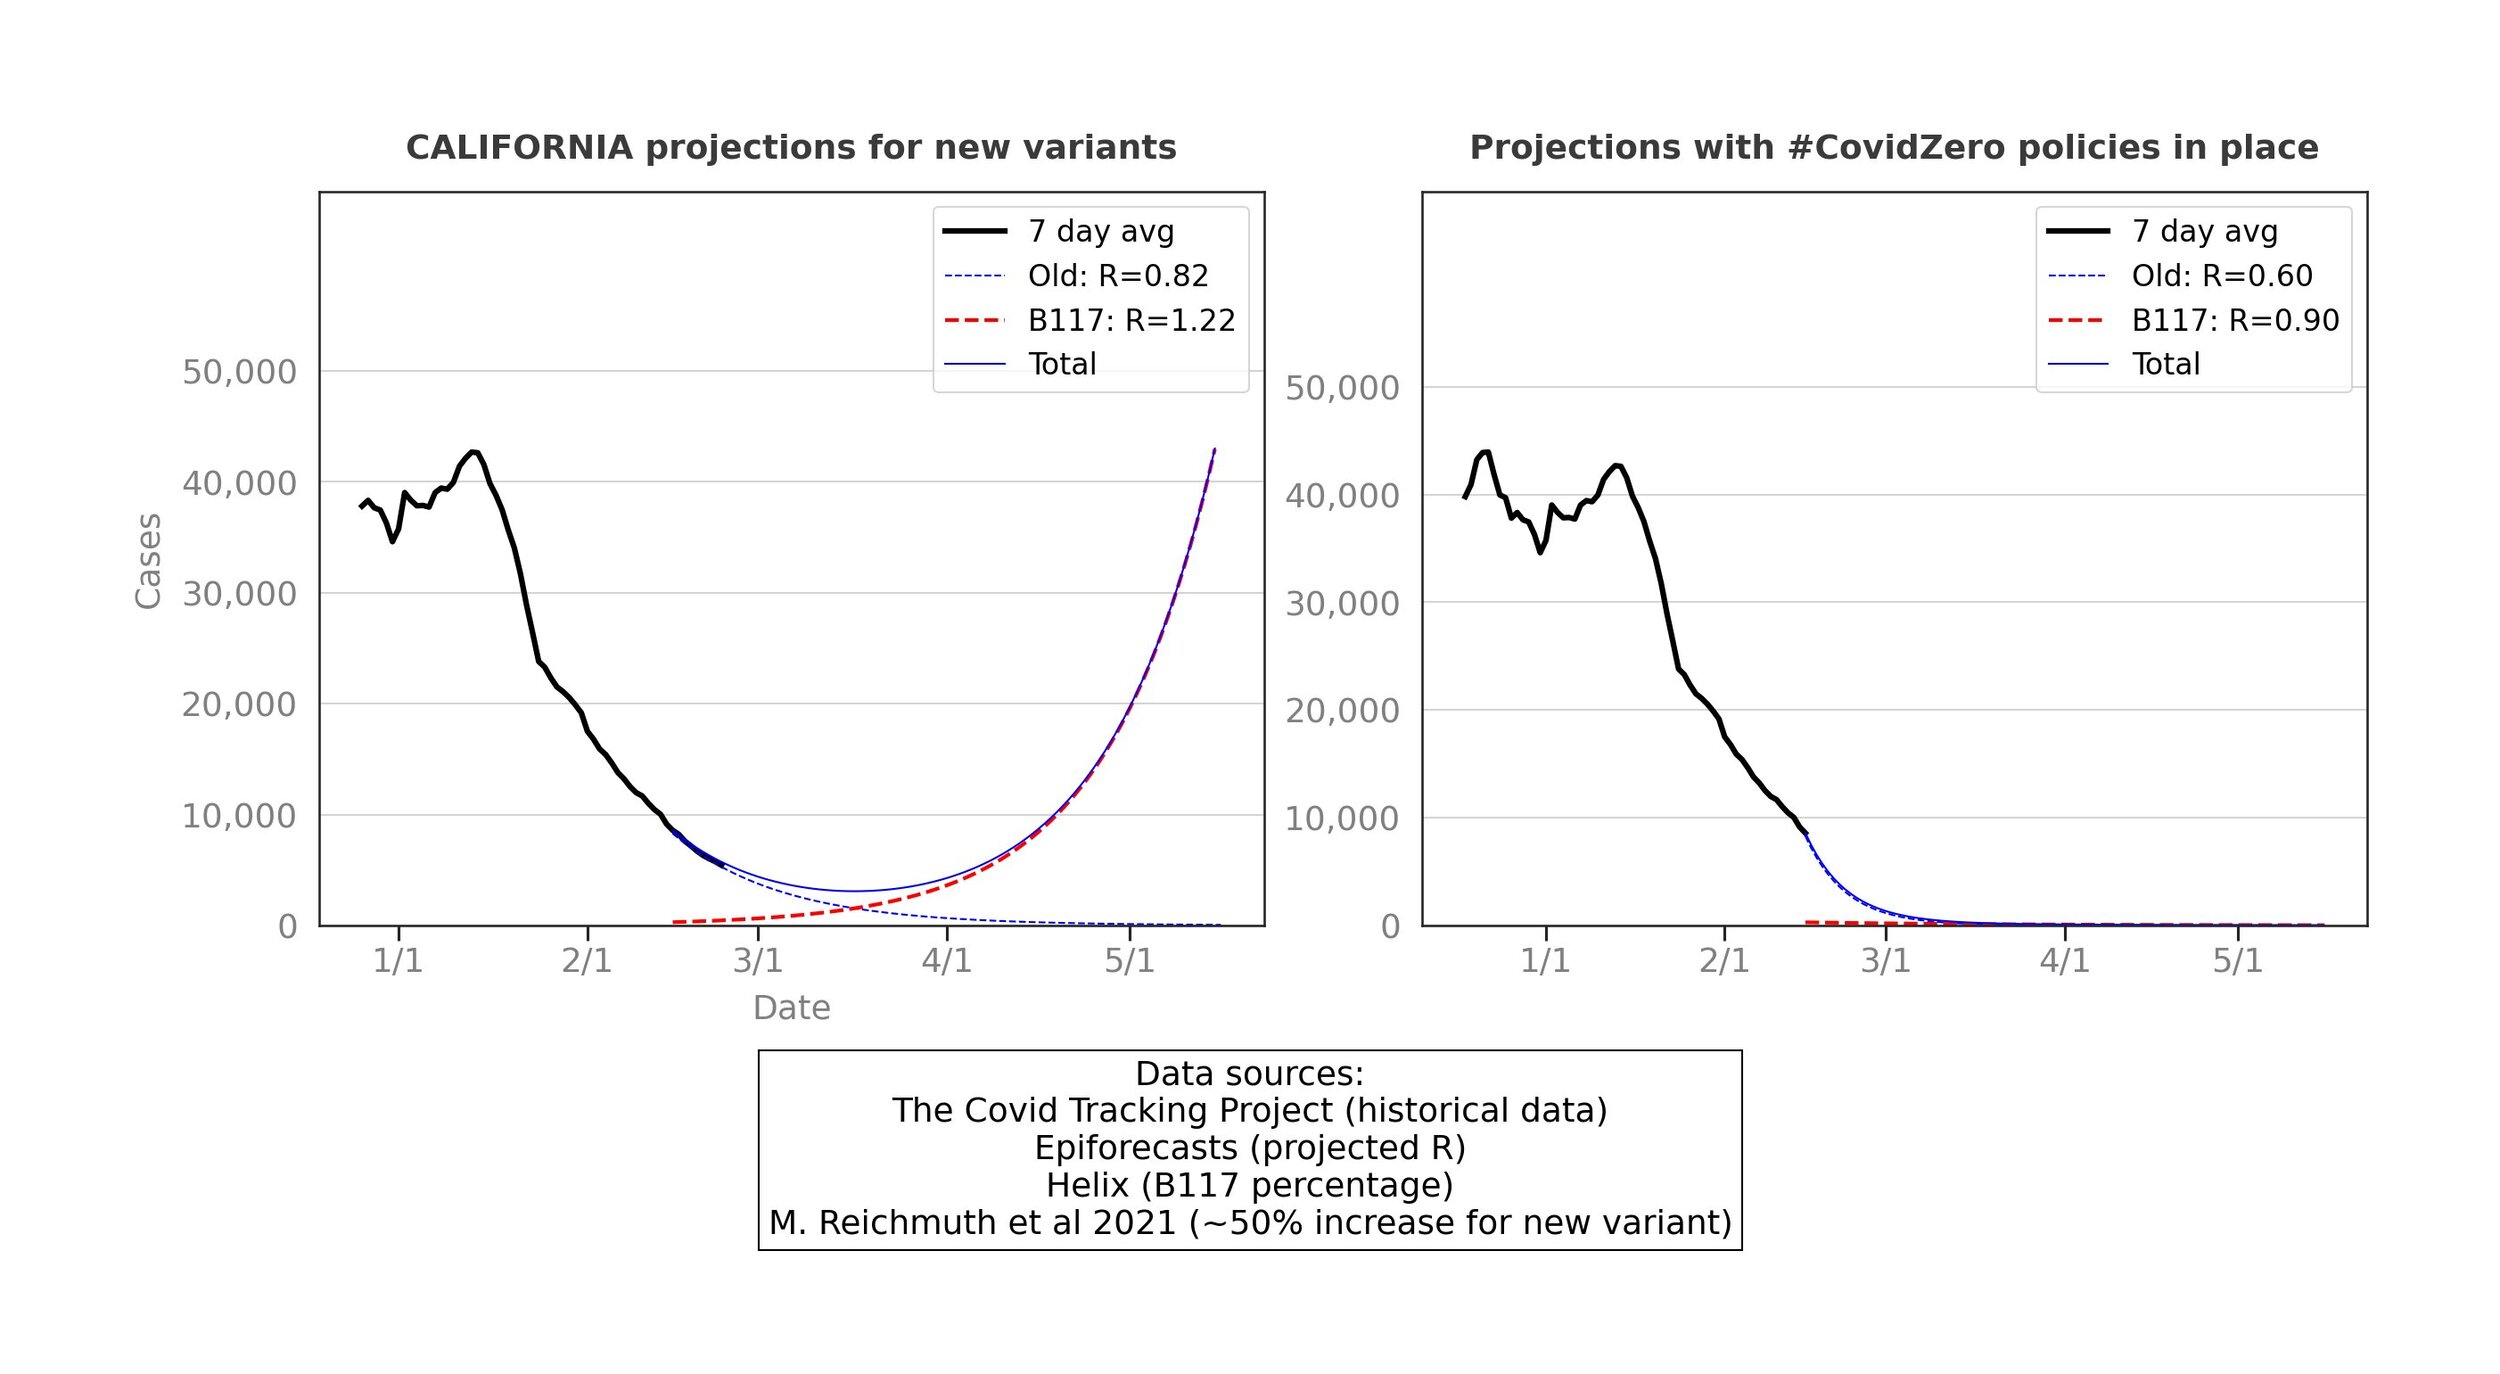 CALIFORNIA projections for new variants
7 day avg
Old: R=0.82
B117: R=1.22
Total
Cases
50,000
40,000
30,000
20,000
10,000
0
1/1
2/1
3/1
4/1
5/1
Date
Projections with #CovidZero policies in place
7 day avg
Old: R=0.60
B117: R=0.90
Total
50,000
40,000
30,000
20,000
10,000
0
1/1
2/1
3/1
4/1
5/1
Data sources:
The Covid Tracking Project (historical data)
Epiforecasts (projected R)
Helix (B117 percentage)
M. Reichmuth et al 2021 (~50% increase for new variant)